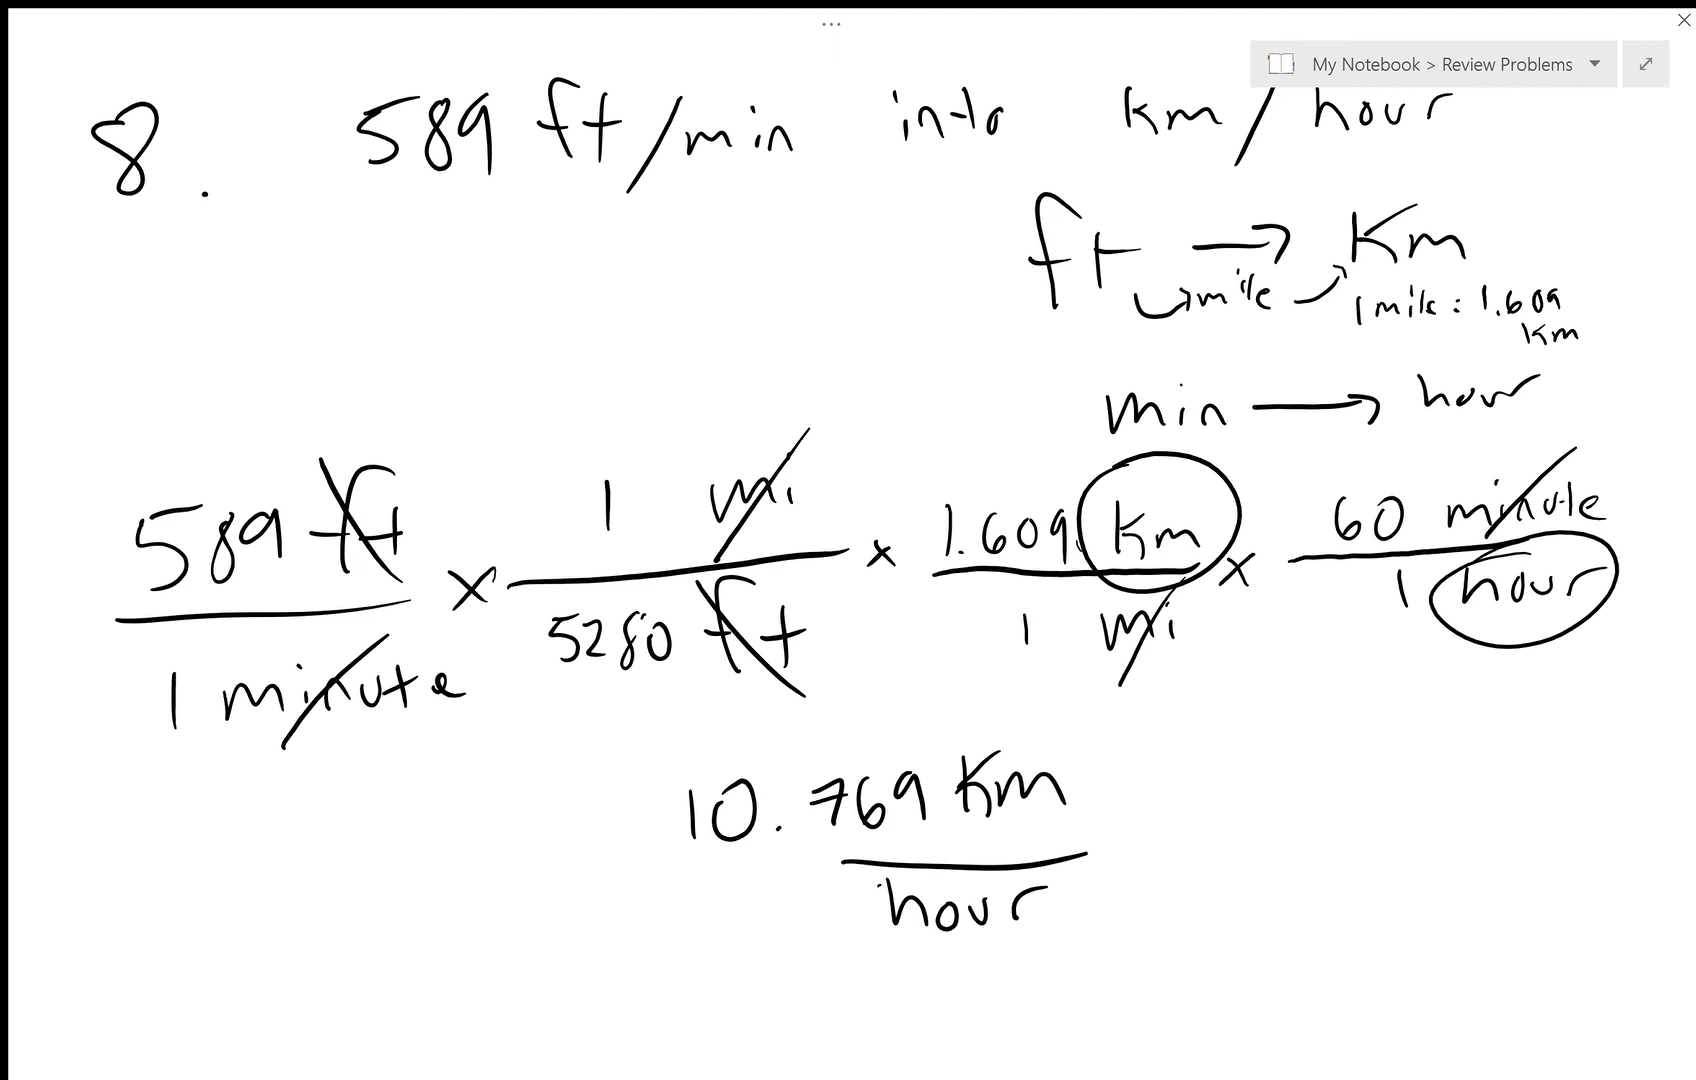 My Notebook > Review Problems
8. 589 ft/min into km/hour
ft → Km
mile
1 mile : 1.609
Km
min → hour
589 ft × 1 mi × 1.609 Km × 60 minute
1 minute 5280 ft 1 mi 1 hour
10.769 Km
hour